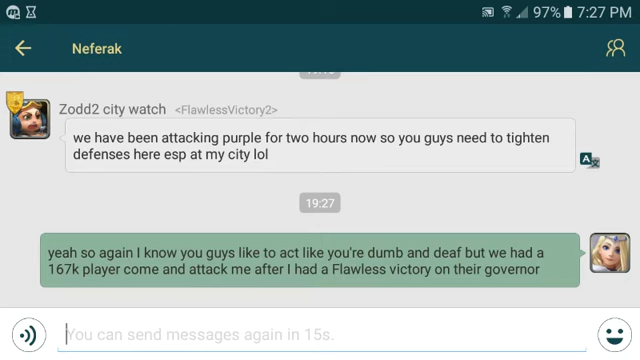 97% 7:27 PM
Neferak
Zodd2 city watch <FlawlessVictory2>
we have been attacking purple for two hours now so you guys need to tighten
defenses here esp at my city lol
19:27
yeah so again I know you guys like to act like you're dumb and deaf but we had a
167k player come and attack me after I had a Flawless victory on their governor
You can send messages again in 15s.